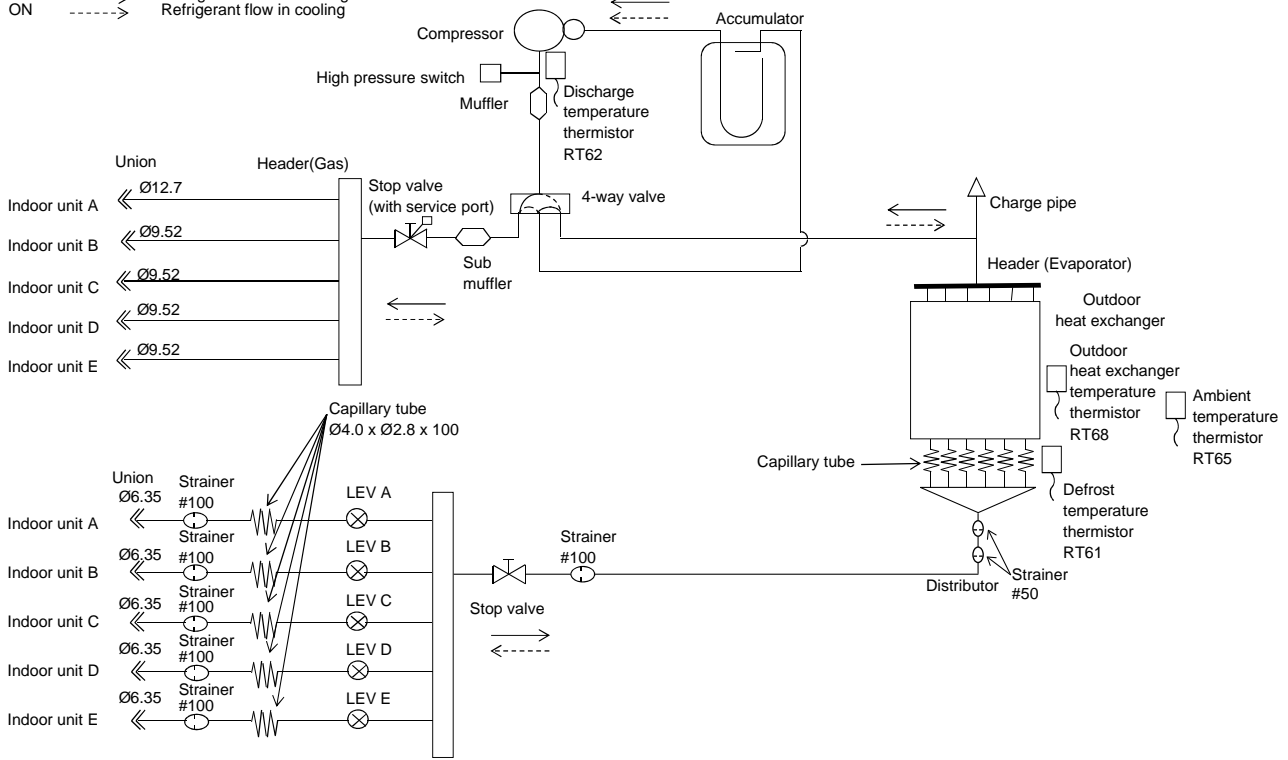 ON
Refrigerant flow in cooling
Compressor
Accumulator
High pressure switch
Muffler
Discharge
temperature
thermistor
RT62
4-way valve
Union
Header(Gas)
Stop valve
(with service port)
Sub
muffler
Indoor unit A
Ø12.7
Indoor unit B
Ø9.52
Indoor unit C
Ø9.52
Indoor unit D
Ø9.52
Indoor unit E
Ø9.52
Charge pipe
Header (Evaporator)
Outdoor
heat exchanger
Outdoor
heat exchanger
temperature
thermistor
RT68
Ambient
temperature
thermistor
RT65
Capillary tube
Defrost
temperature
thermistor
RT61
Distributor
Strainer
#50
Capillary tube
Ø4.0 x Ø2.8 x 100
Union
Indoor unit A
Ø6.35
Strainer
#100
LEV A
Indoor unit B
Ø6.35
Strainer
#100
LEV B
Indoor unit C
Ø6.35
Strainer
#100
LEV C
Indoor unit D
Ø6.35
Strainer
#100
LEV D
Indoor unit E
Ø6.35
Strainer
#100
LEV E
Stop valve
Strainer
#100